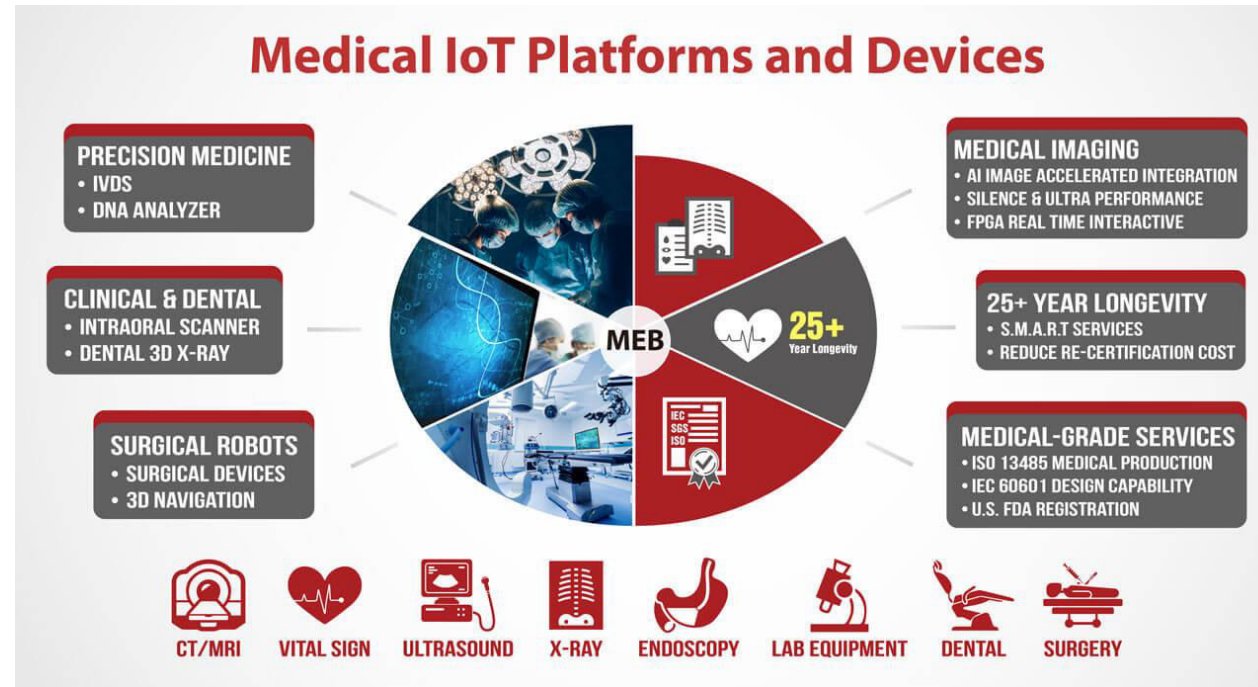 Medical IoT Platforms and Devices
PRECISION MEDICINE
• IVDS
• DNA ANALYZER
CLINICAL & DENTAL
• INTRAORAL SCANNER
• DENTAL 3D X-RAY
SURGICAL ROBOTS
• SURGICAL DEVICES
• 3D NAVIGATION
MEB
25+
Year Longevity
IEC
SGS
ISO
MEDICAL IMAGING
• AI IMAGE ACCELERATED INTEGRATION
• SILENCE & ULTRA PERFORMANCE
• FPGA REAL TIME INTERACTIVE
25+ YEAR LONGEVITY
• S.M.A.R.T SERVICES
• REDUCE RE-CERTIFICATION COST
MEDICAL-GRADE SERVICES
• ISO 13485 MEDICAL PRODUCTION
• IEC 60601 DESIGN CAPABILITY
• U.S. FDA REGISTRATION
CT/MRI
VITAL SIGN
ULTRASOUND
X-RAY
ENDOSCOPY
LAB EQUIPMENT
DENTAL
SURGERY